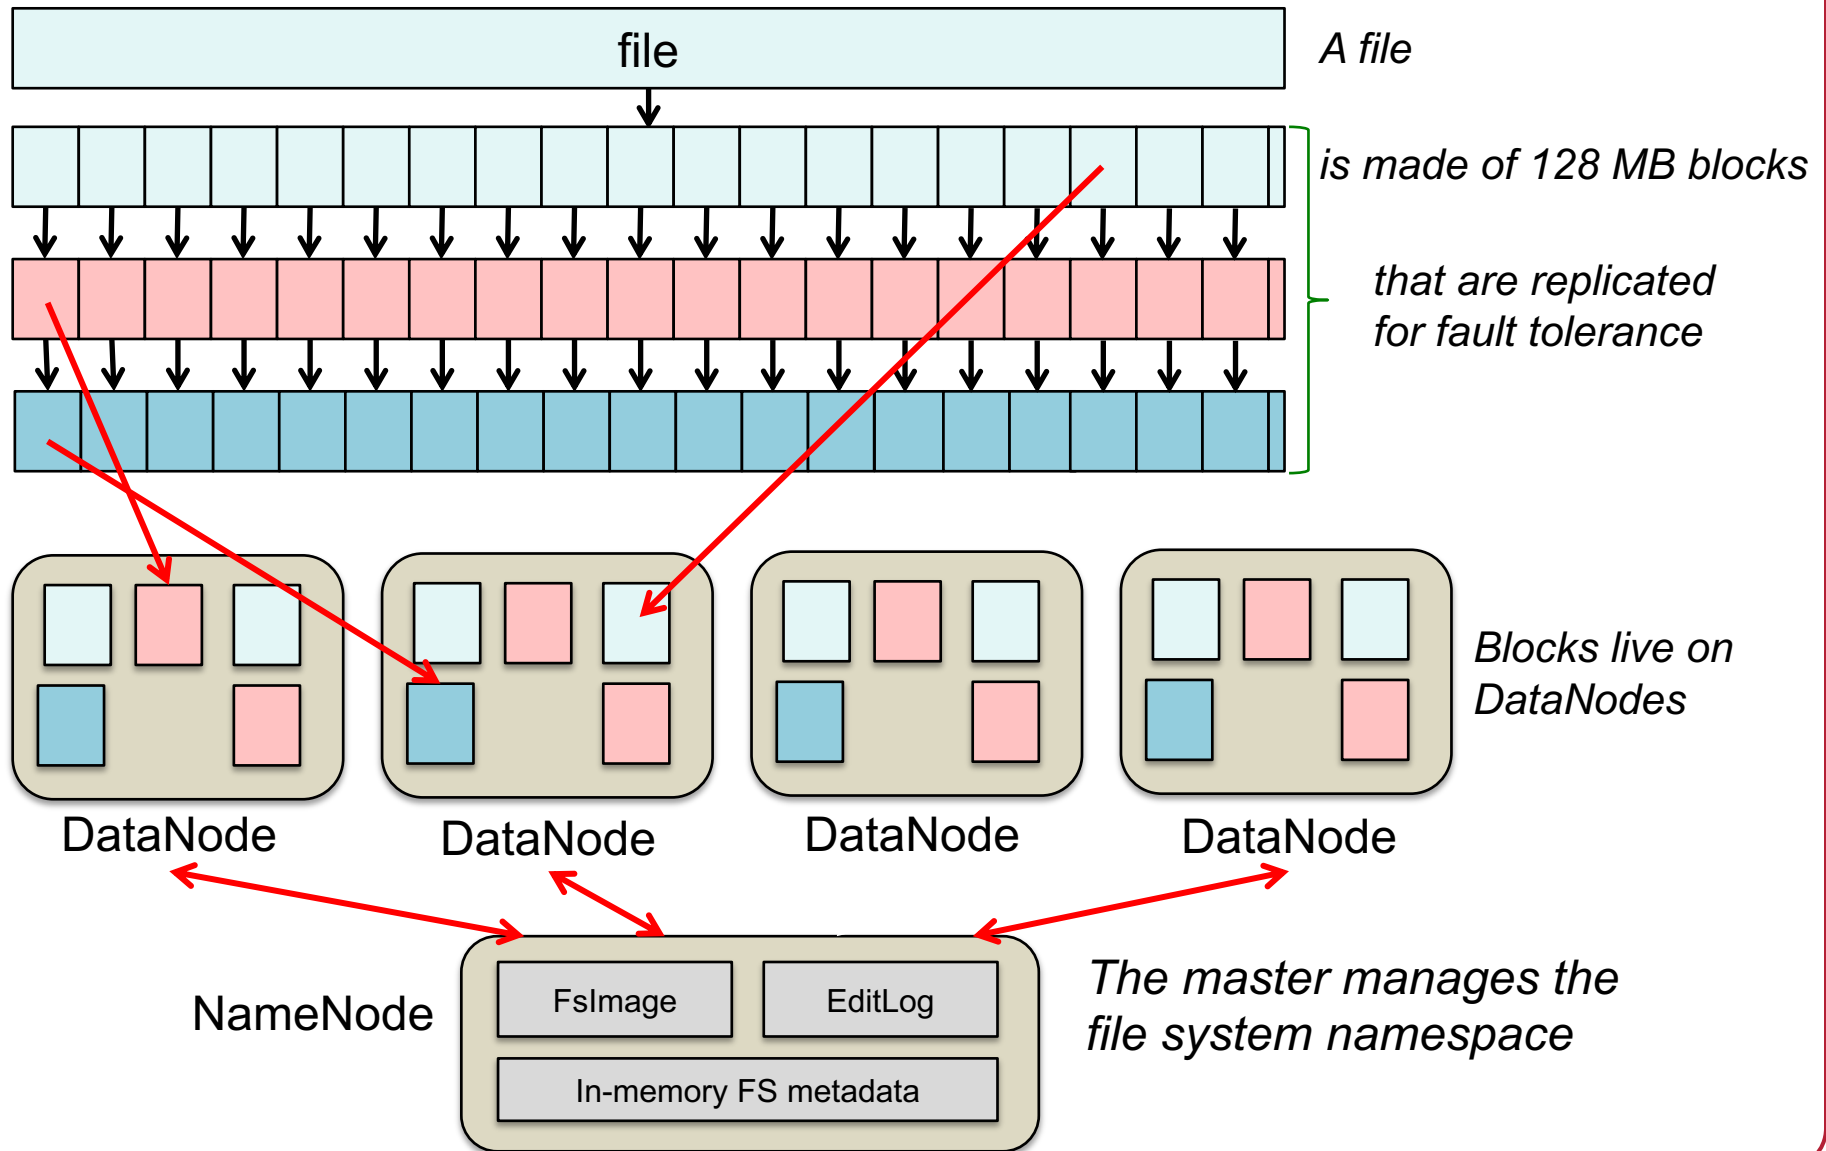 file
A file
is made of 128 MB blocks
that are replicated
for fault tolerance
Blocks live on
DataNodes
DataNode
DataNode
DataNode
DataNode
NameNode
FsImage
EditLog
In-memory FS metadata
The master manages the
file system namespace